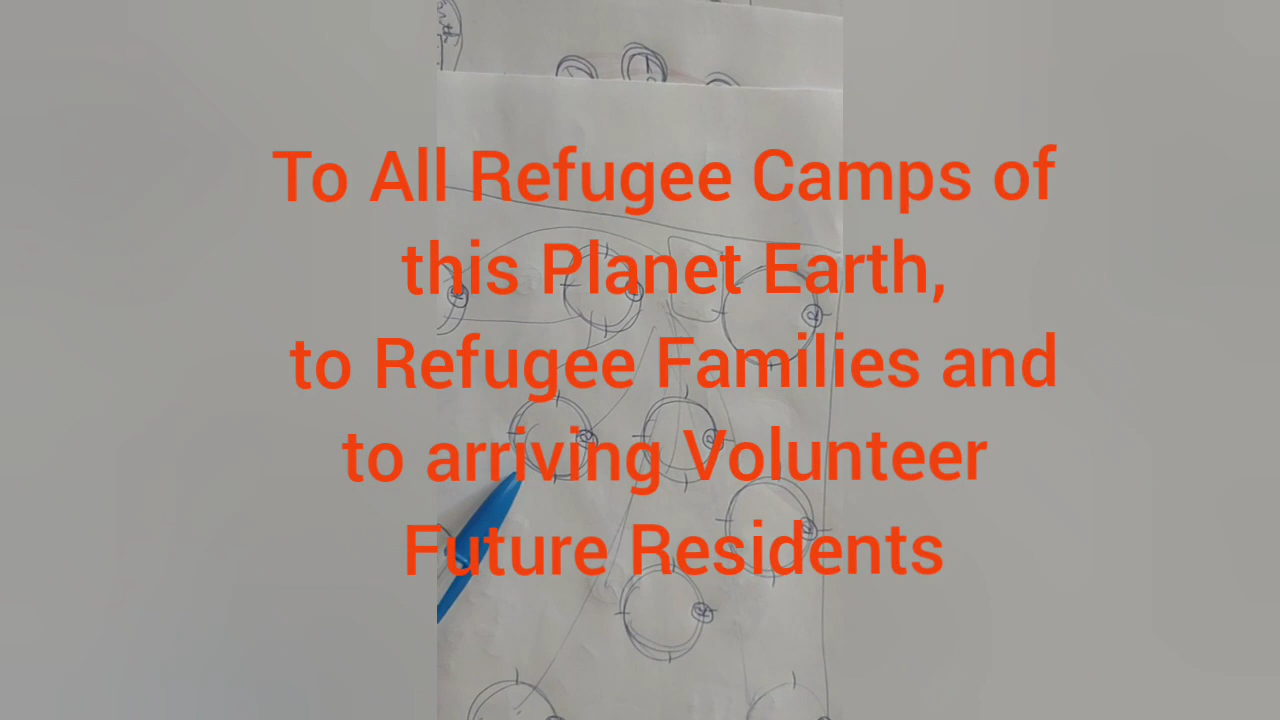 To All Refugee Camps of
this Planet Earth,
to Refugee Families and
to arriving Volunteer
Future Residents